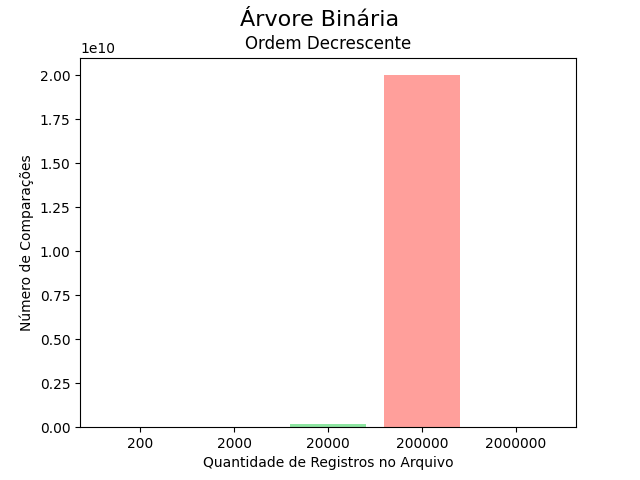 Árvore Binária
Ordem Decrescente
1e10
2.00
1.75
1.50
1.25
1.00
0.75
0.50
0.25
0.00
Número de Comparações
200 2000 20000 200000 2000000
Quantidade de Registros no Arquivo